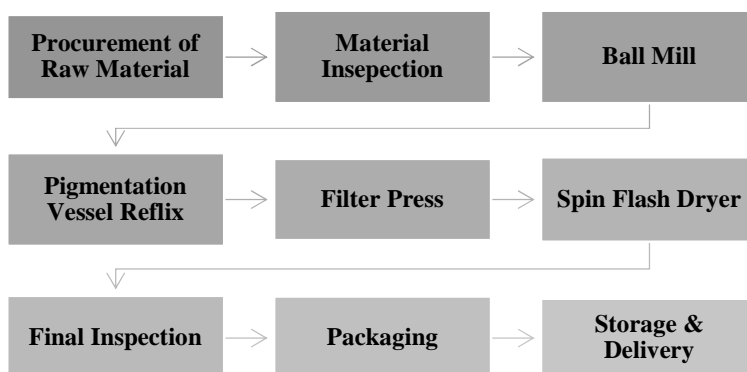 Procurement of
Raw Material
Material
Insepection
Ball Mill
Pigmentation
Vessel Reflix
Filter Press
Spin Flash Dryer
Final Inspection
Packaging
Storage &
Delivery